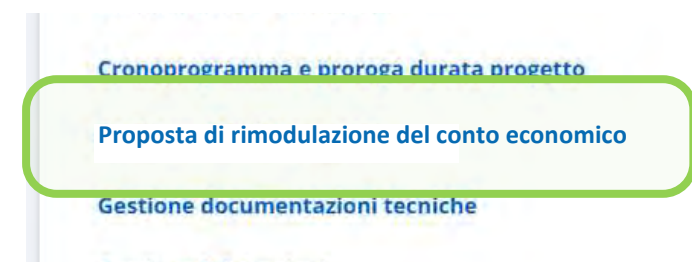 Cronoprogramma e proroga durata progetto
Proposta di rimodulazione del conto economico
Gestione documentazioni tecniche